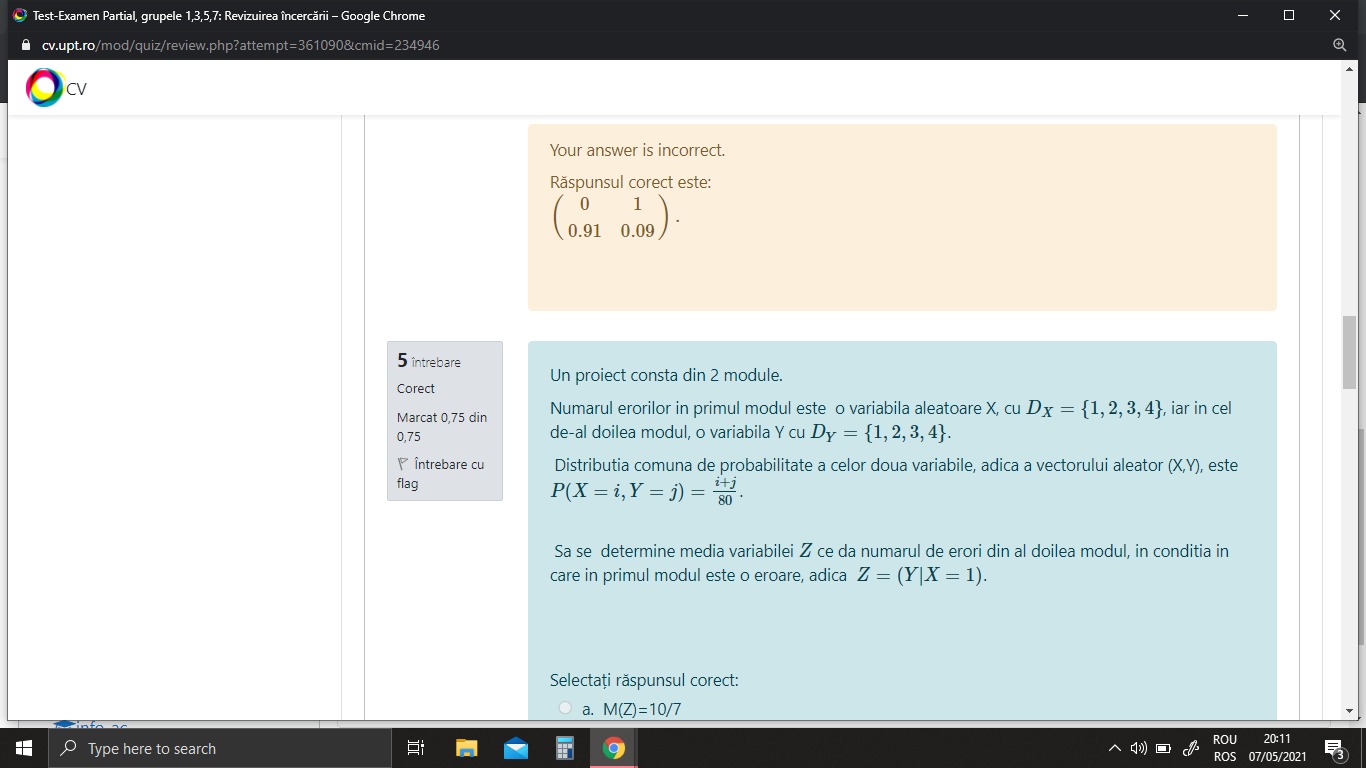 Test-Examen Partial, grupele 1,3,5,7: Revizuirea încercării – Google Chrome
cv.upt.ro/mod/quiz/review.php?attempt=361090&cmid=234946
CV
Your answer is incorrect.
Răspunsul corect este:
0 1
0.91 0.09 .
5 întrebare
Corect
Marcat 0,75 din
0,75
Întrebare cu
flag
Un proiect consta din 2 module.
Numarul erorilor in primul modul este o variabila aleatoare X, cu D_X = {1, 2, 3, 4}, iar in cel
de-al doilea modul, o variabila Y cu D_Y = {1, 2, 3, 4}.
Distributia comuna de probabilitate a celor doua variabile, adica a vectorului aleator (X,Y), este
P(X = i, Y = j) = (i+j)/80.
Sa se determine media variabilei Z ce da numarul de erori din al doilea modul, in conditia in
care in primul modul este o eroare, adica Z = (Y|X = 1).
Selectați răspunsul corect:
a. M(Z)=10/7
info ac
Type here to search
ROU
ROS
20:11
07/05/2021
3